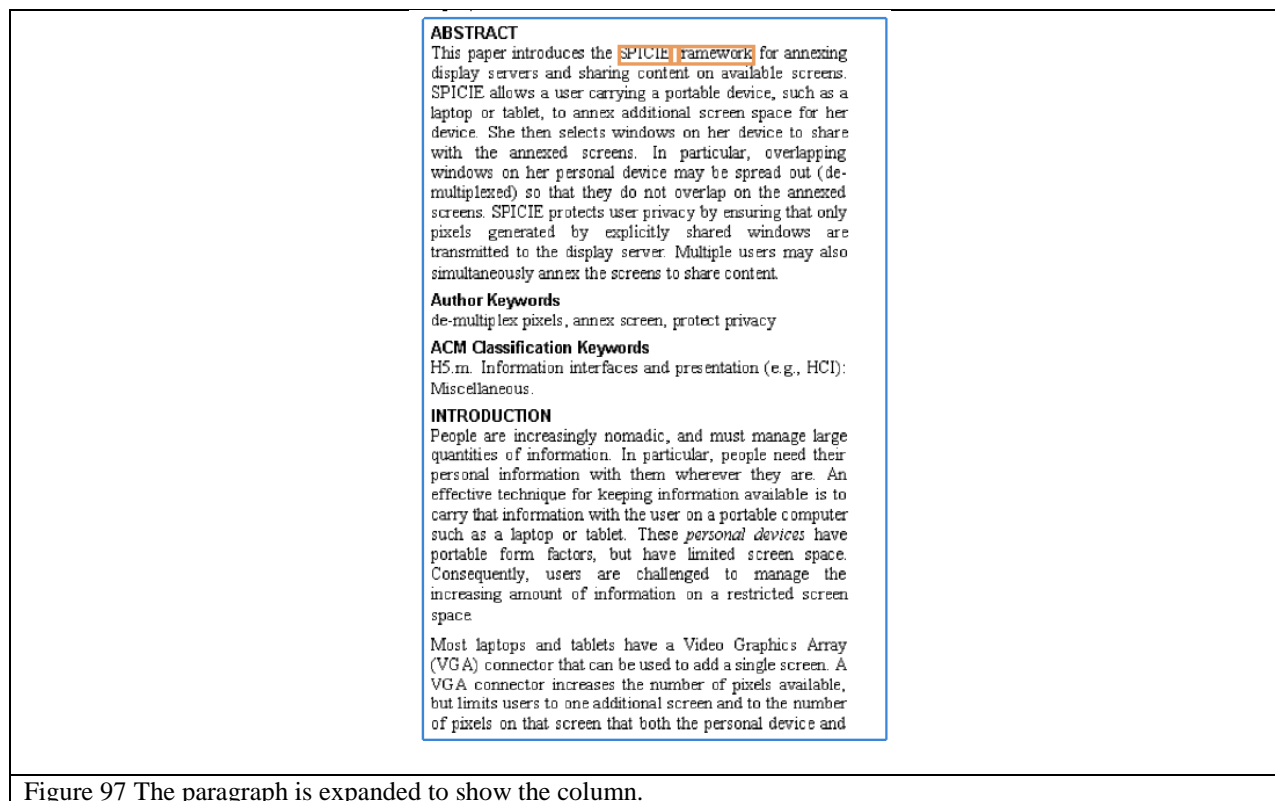 ABSTRACT
This paper introduces the SPICIE framework for annexing
display servers and sharing content on available screens.
SPICIE allows a user carrying a portable device, such as a
laptop or tablet, to annex additional screen space for her
device. She then selects windows on her device to share
with the annexed screens. In particular, overlapping
windows on her personal device may be spread out (de-
multiplexed) so that they do not overlap on the annexed
screens. SPICIE protects user privacy by ensuring that only
pixels generated by explicitly shared windows are
transmitted to the display server. Multiple users may also
simultaneously annex the screens to share content.
Author Keywords
de-multiplex pixels, annex screen, protect privacy
ACM Classification Keywords
H5.m. Information interfaces and presentation (e.g., HCI):
Miscellaneous.
INTRODUCTION
People are increasingly nomadic, and must manage large
quantities of information. In particular, people need their
personal information with them wherever they are. An
effective technique for keeping information available is to
carry that information with the user on a portable computer
such as a laptop or tablet. These personal devices have
portable form factors, but have limited screen space.
Consequently, users are challenged to manage the
increasing amount of information on a restricted screen
space.
Most laptops and tablets have a Video Graphics Array
(VGA) connector that can be used to add a single screen. A
VGA connector increases the number of pixels available,
but limits users to one additional screen and to the number
of pixels on that screen that both the personal device and
Figure 97 The paragraph is expanded to show the column.